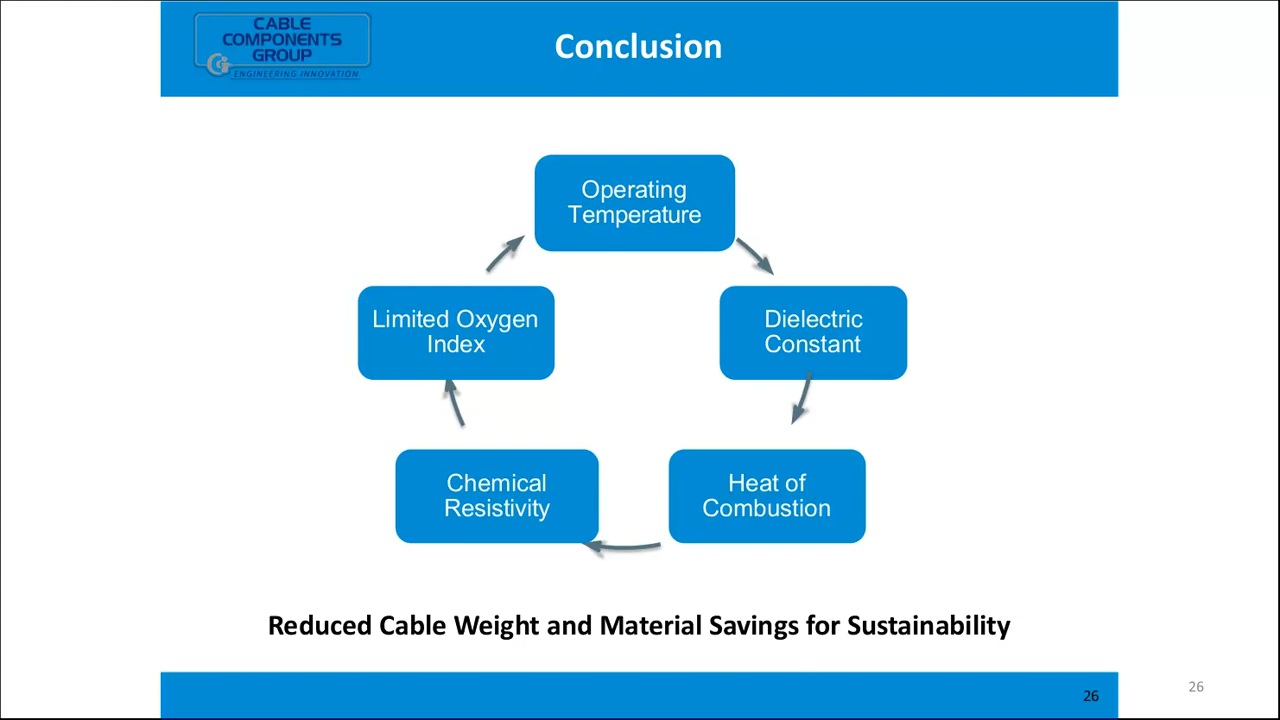 CABLE
COMPONENTS
GROUP
ENGINEERING INNOVATION
Conclusion
Operating
Temperature
Dielectric
Constant
Heat of
Combustion
Chemical
Resistivity
Limited Oxygen
Index
Reduced Cable Weight and Material Savings for Sustainability
26
26